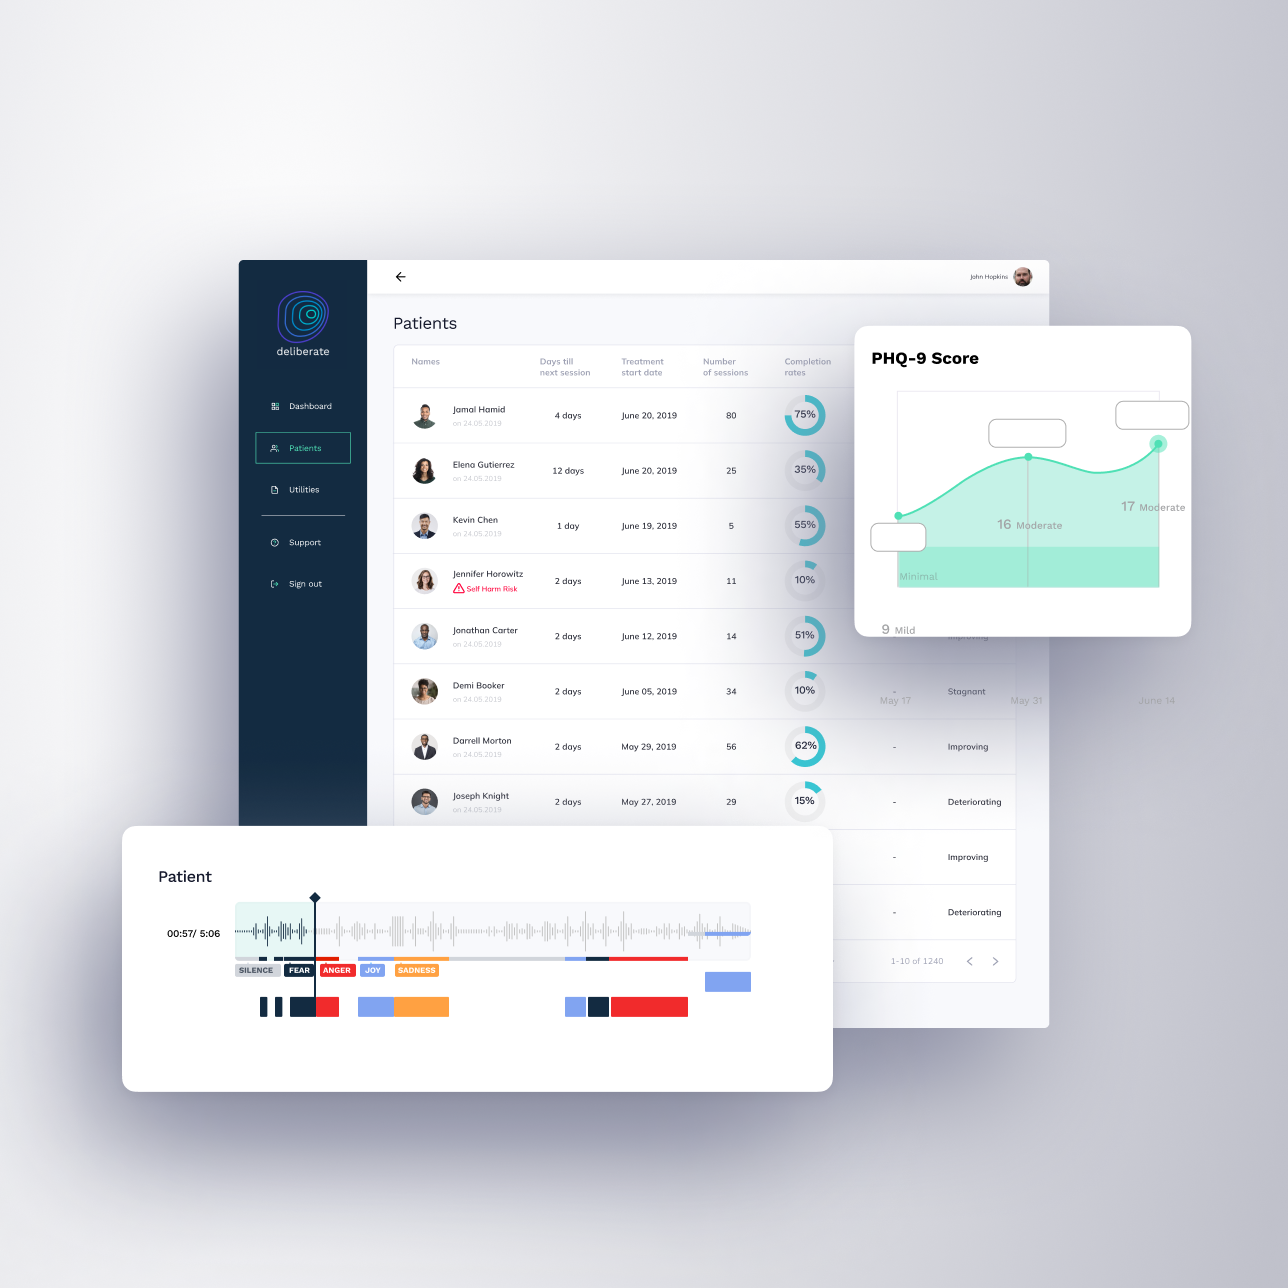 John Hopkins
deliberate
Dashboard
Patients
Utilities
Support
Sign out
Patients
Names
Days till next session
Treatment start date
Number of sessions
Completion rates
Jamal Hamid
on 24.05.2019
4 days
June 20, 2019
80
75%
Elena Gutierrez
on 24.05.2019
12 days
June 20, 2019
25
35%
Kevin Chen
on 24.05.2019
1 day
June 19, 2019
5
55%
Jennifer Horowitz
Self Harm Risk
2 days
June 13, 2019
11
10%
Jonathan Carter
on 24.05.2019
2 days
June 12, 2019
14
51%
Improving
Demi Booker
on 24.05.2019
2 days
June 05, 2019
34
10%
-
Stagnant
Darrell Morton
on 24.05.2019
2 days
May 29, 2019
56
62%
-
Improving
Joseph Knight
on 24.05.2019
2 days
May 27, 2019
29
15%
-
Deteriorating
-
Improving
-
Deteriorating
1-10 of 1240
PHQ-9 Score
17 Moderate
16 Moderate
Minimal
9 Mild
May 17
May 31
June 14
Patient
00:57/ 5:06
SILENCE
FEAR
ANGER
JOY
SADNESS